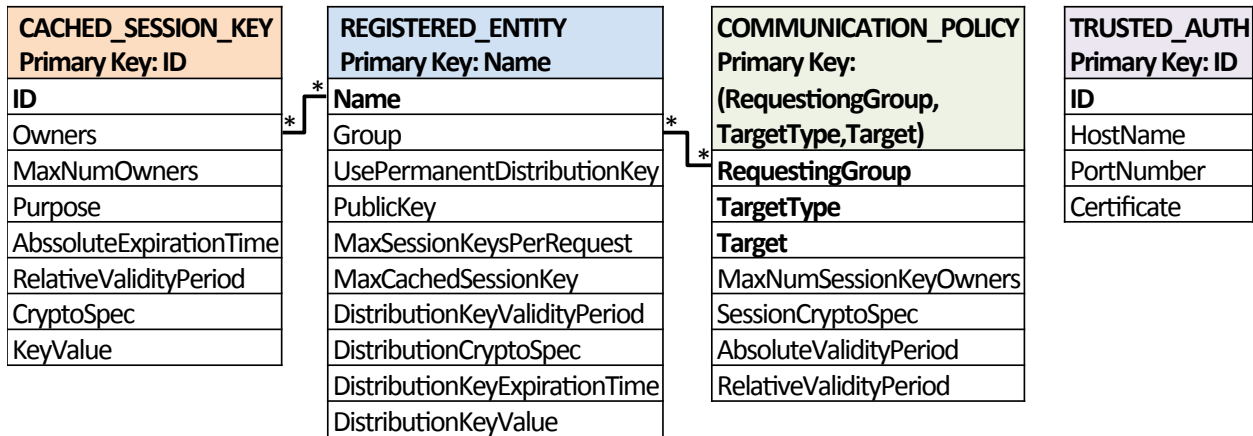 CACHED_SESSION_KEY
Primary Key: ID
ID
Owners
MaxNumOwners
Purpose
AbssoluteExpirationTime
RelativeValidityPeriod
CryptoSpec
KeyValue
*
*
REGISTERED_ENTITY
Primary Key: Name
Name
Group
UsePermanentDistributionKey
PublicKey
MaxSessionKeysPerRequest
MaxCachedSessionKey
DistributionKeyValidityPeriod
DistributionCryptoSpec
DistributionKeyExpirationTime
DistributionKeyValue
*
*
COMMUNICATION_POLICY
Primary Key:
(RequestiongGroup,
TargetType,Target)
RequestingGroup
TargetType
Target
MaxNumSessionKeyOwners
SessionCryptoSpec
AbsoluteValidityPeriod
RelativeValidityPeriod
TRUSTED_AUTH
Primary Key: ID
ID
HostName
PortNumber
Certificate